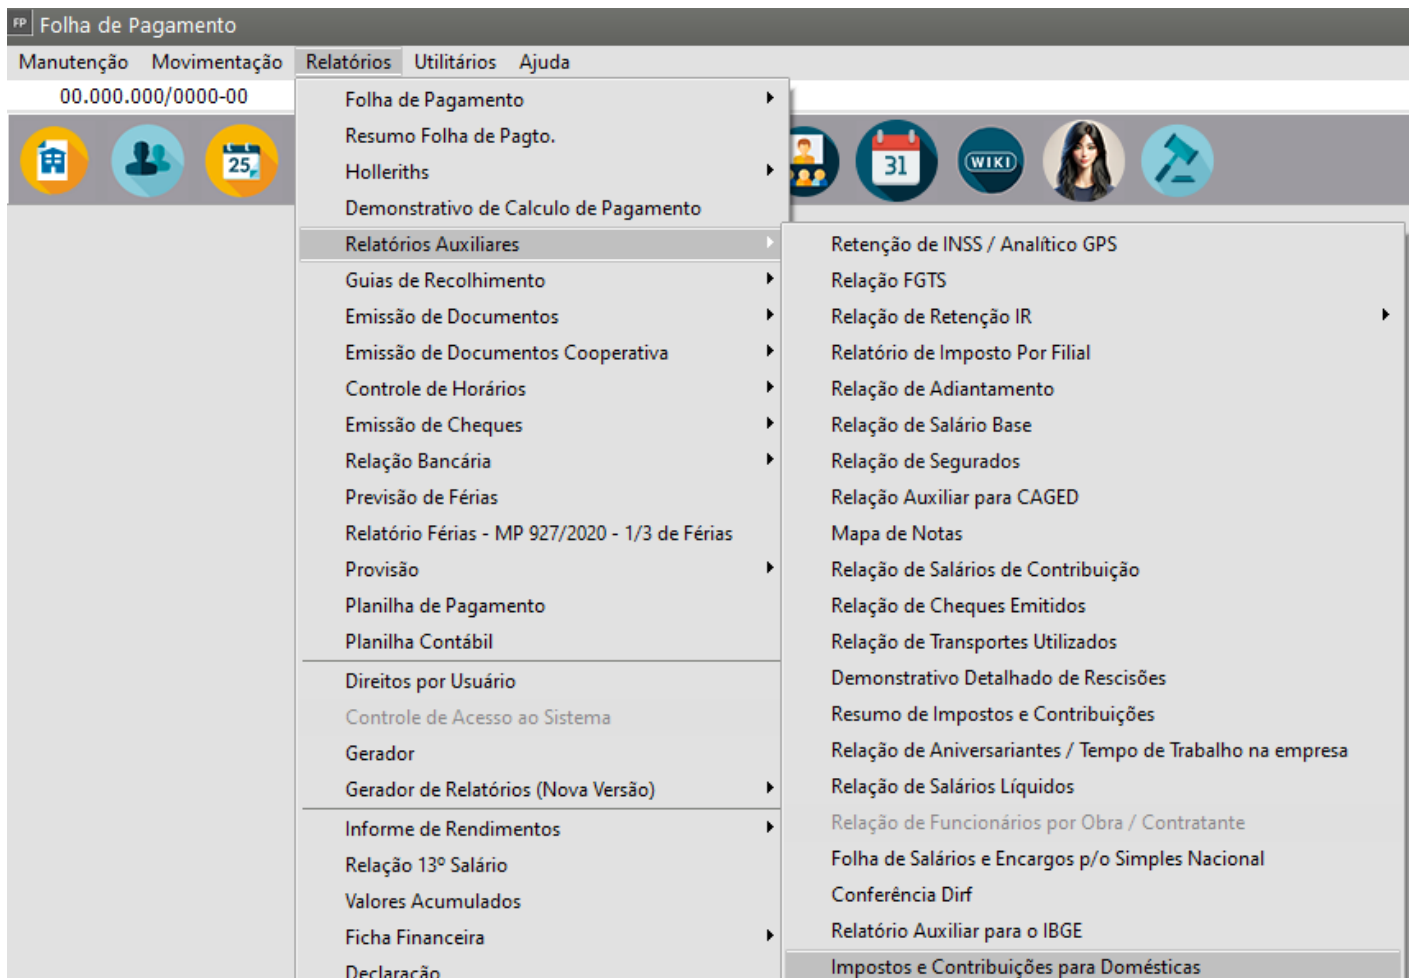 FP Folha de Pagamento
Manutenção Movimentação Relatórios Utilitários Ajuda
00.000.000/0000-00
25
31
WIKI
Folha de Pagamento
Resumo Folha de Pagto.
Holleriths
Demonstrativo de Calculo de Pagamento
Relatórios Auxiliares
Guias de Recolhimento
Emissão de Documentos
Emissão de Documentos Cooperativa
Controle de Horários
Emissão de Cheques
Relação Bancária
Previsão de Férias
Relatório Férias - MP 927/2020 - 1/3 de Férias
Provisão
Planilha de Pagamento
Planilha Contábil
Direitos por Usuário
Controle de Acesso ao Sistema
Gerador
Gerador de Relatórios (Nova Versão)
Informe de Rendimentos
Relação 13º Salário
Valores Acumulados
Ficha Financeira
Declaração
Retenção de INSS / Analítico GPS
Relação FGTS
Relação de Retenção IR
Relatório de Imposto Por Filial
Relação de Adiantamento
Relação de Salário Base
Relação de Segurados
Relação Auxiliar para CAGED
Mapa de Notas
Relação de Salários de Contribuição
Relação de Cheques Emitidos
Relação de Transportes Utilizados
Demonstrativo Detalhado de Rescisões
Resumo de Impostos e Contribuições
Relação de Aniversariantes / Tempo de Trabalho na empresa
Relação de Salários Líquidos
Relação de Funcionários por Obra / Contratante
Folha de Salários e Encargos p/o Simples Nacional
Conferência Dirf
Relatório Auxiliar para o IBGE
Impostos e Contribuições para Domésticas